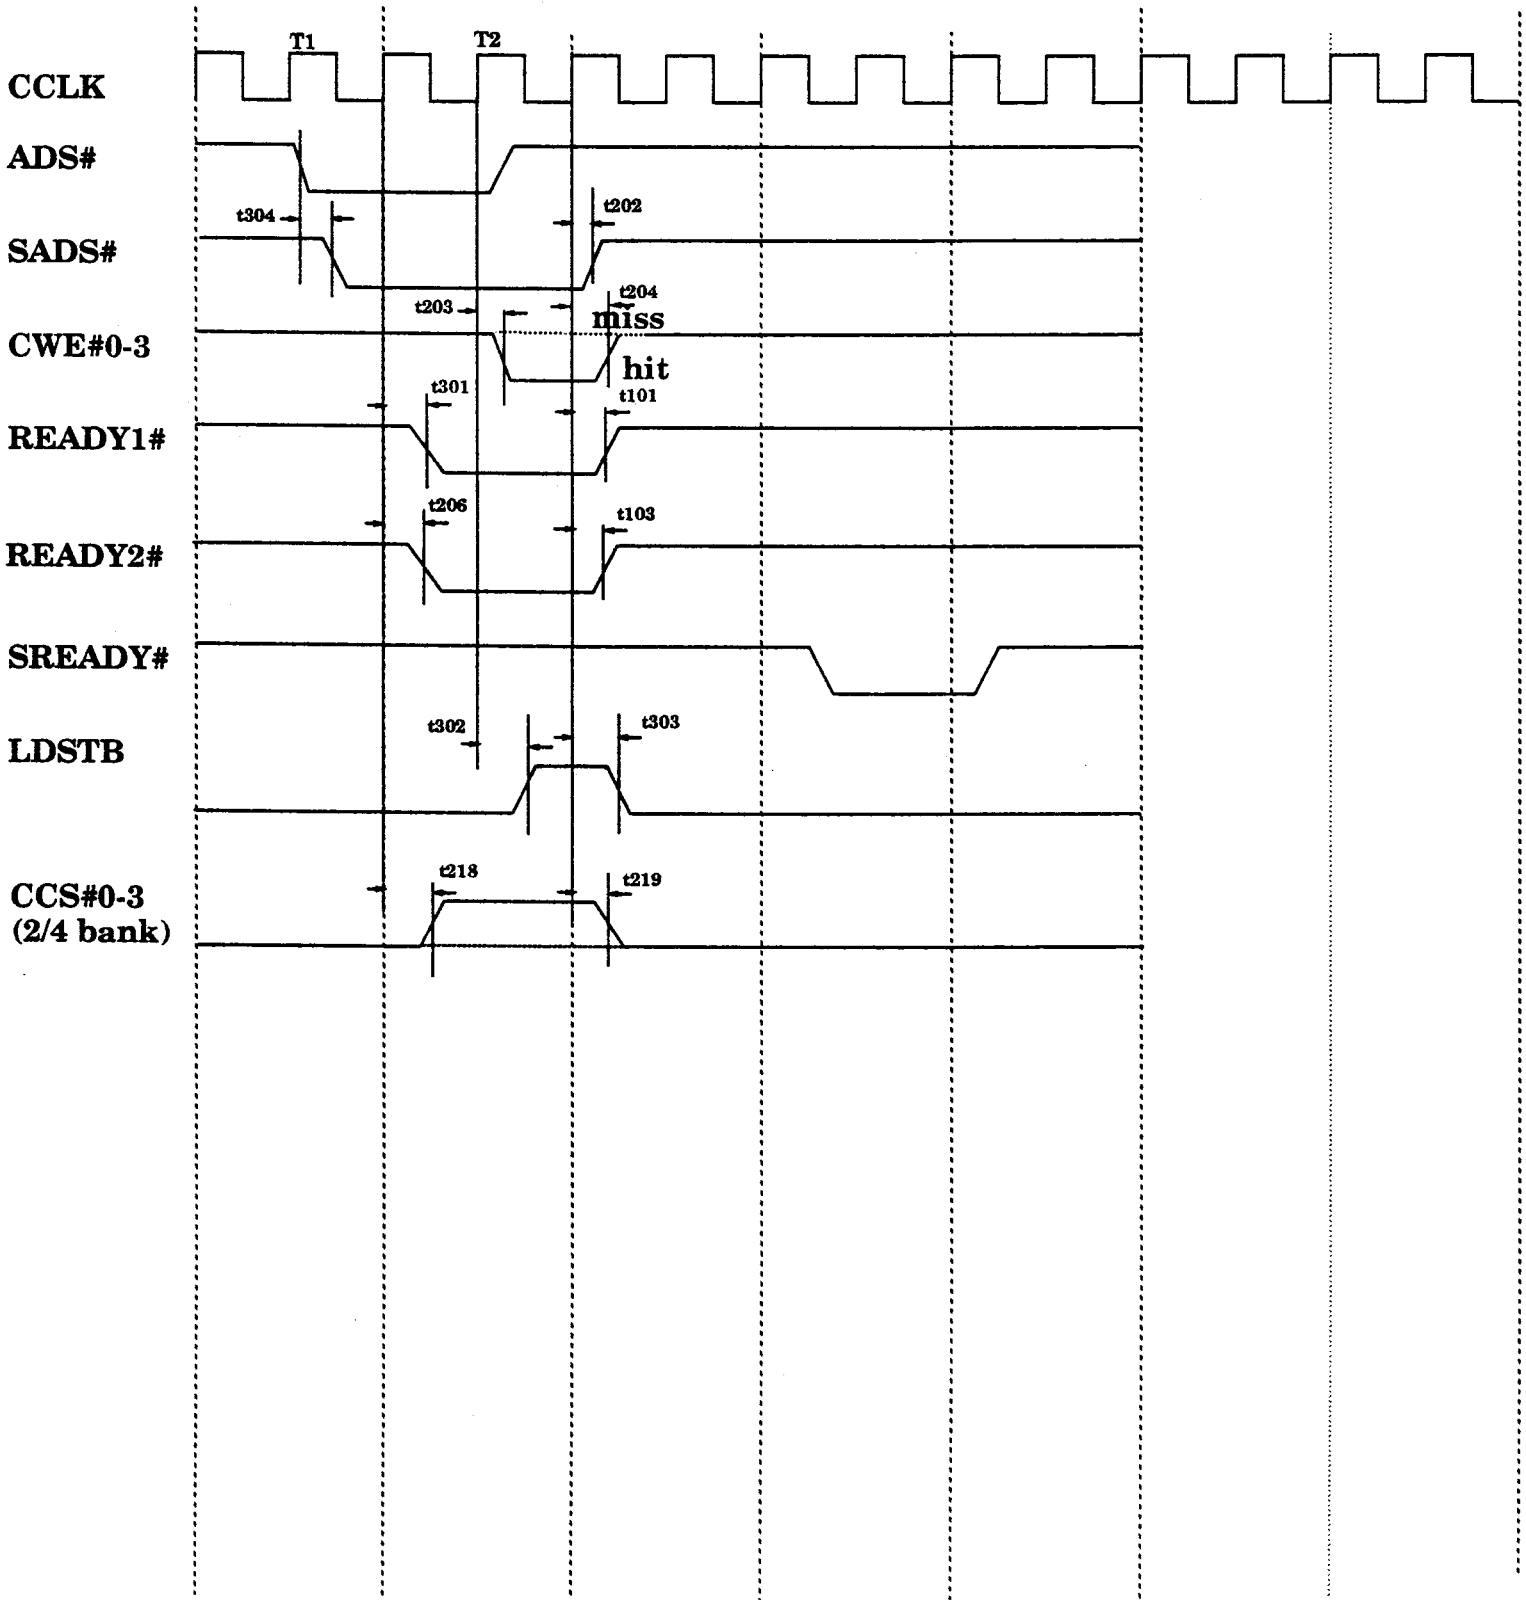 T1 T2
CCLK
ADS#
t304 t202
SADS#
t203 t204
miss
CWE#0-3
hit
t301 t101
READY1#
t206 t103
READY2#
SREADY#
t302 t303
LDSTB
t218 t219
CCS#0-3
(2/4 bank)